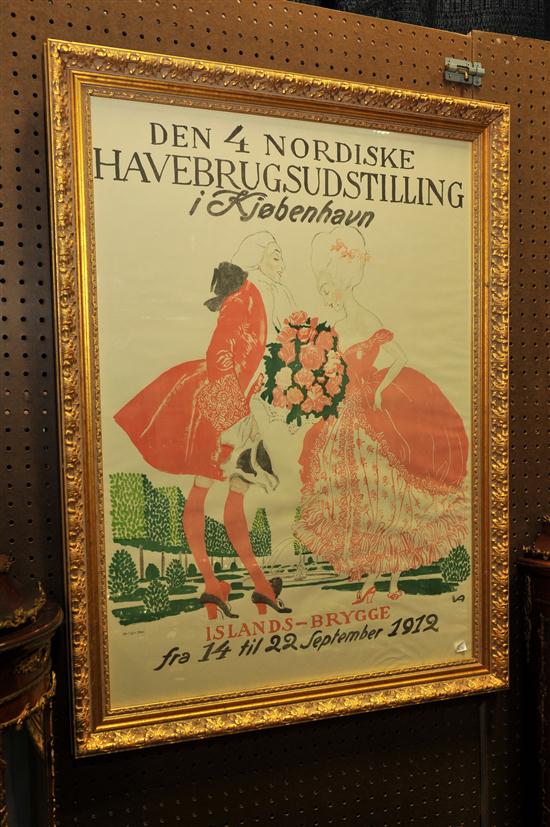 DEN 4 NORDISKE
HAVEBRUGSUDSTILLING
i Kjøbenhavn
ISLANDS-BRYGGE
fra 14 til 22 September 1912